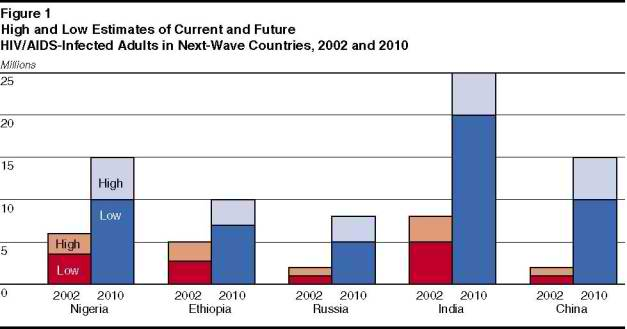 Figure 1
High and Low Estimates of Current and Future
HIV/AIDS-Infected Adults in Next-Wave Countries, 2002 and 2010
Millions
25
20
15
High
10
Low
High
5
Low
0
2002 2010 2002 2010 2002 2010 2002 2010 2002 2010
Nigeria Ethiopia Russia India China